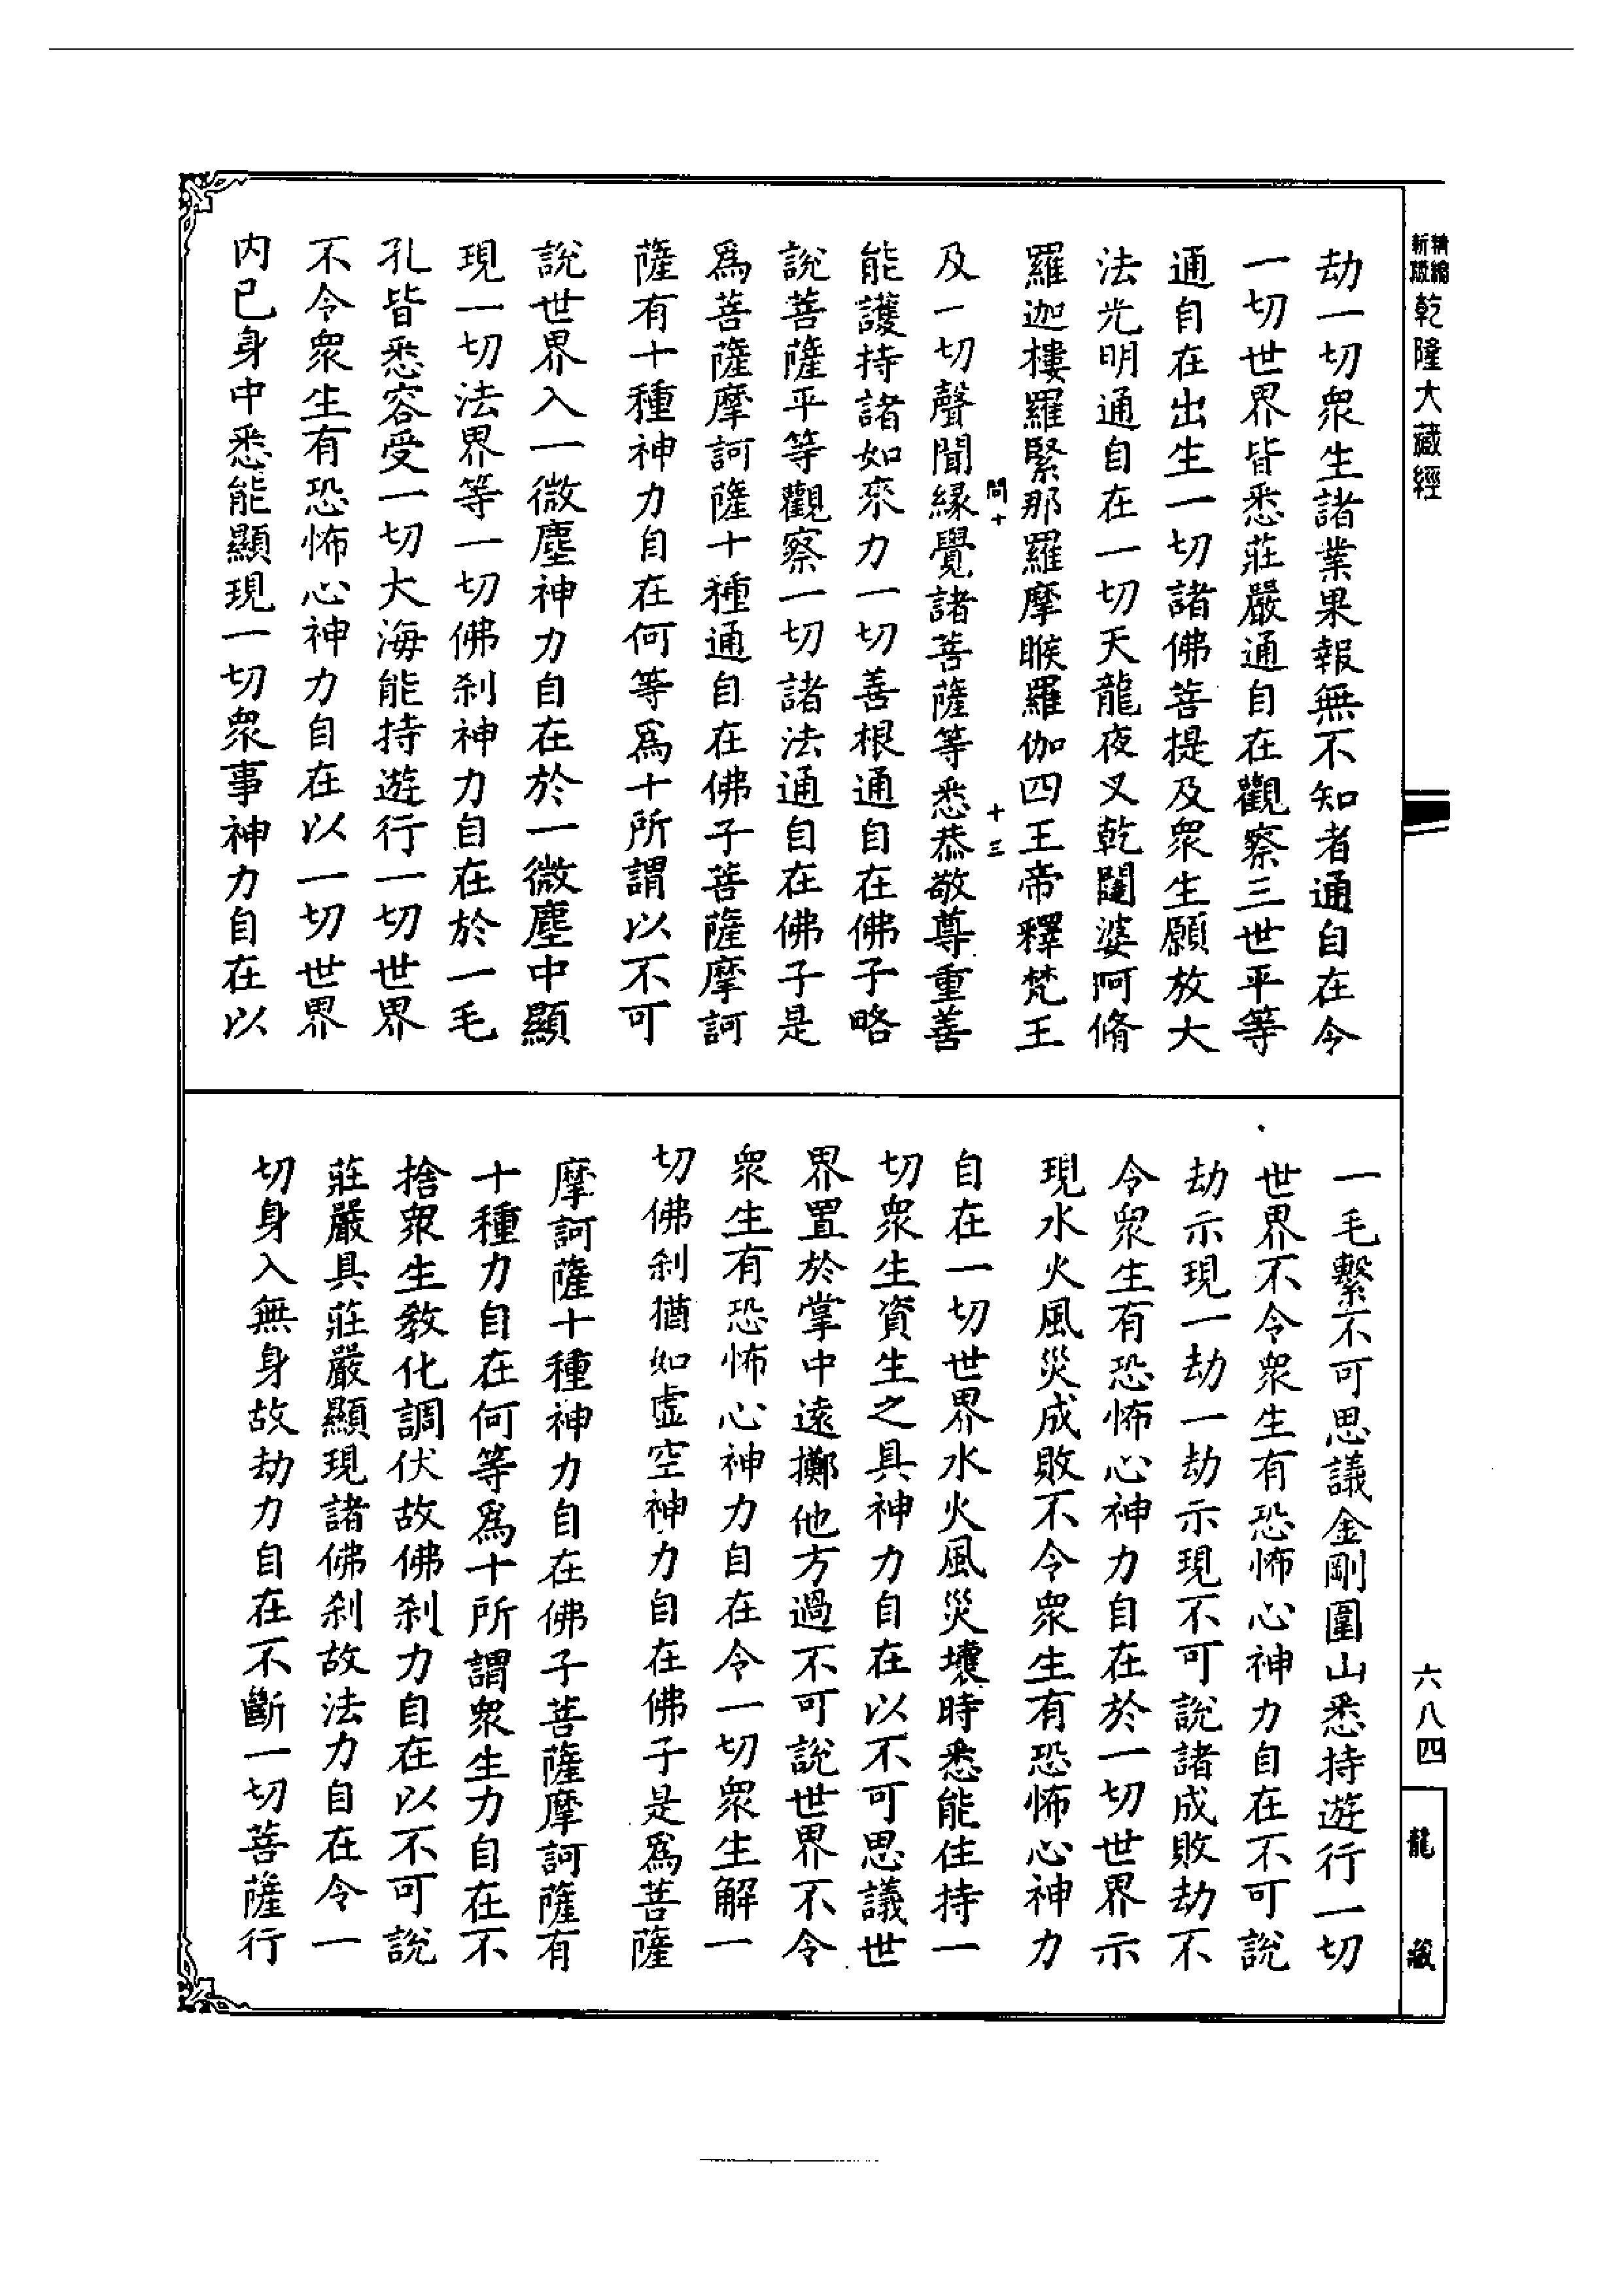 新縮
徵編
乾隆大藏經
劫一切衆生諸業果報無不知者通自在令
一切世界皆悉莊嚴通自在觀察三世平等
通自在出生一切諸佛菩提及衆生願放大
法光明通自在一切天龍夜叉乾闥婆阿脩
羅迦樓羅緊那羅羅摩睺羅伽四王帝釋梵王
問十
十三
及一切聲聞緣覺諸菩薩等悉恭敬尊重善
能護持諸如來力一切善根通自在佛子略
說菩薩平等觀察一切諸法通自在佛子是
爲菩薩摩訶薩十種通自在佛子菩薩摩訶
薩有十種神力自在何等爲十所謂以不可
說世界入一微塵神力自在於一微塵中顯
現一切法界等一切佛刹神力自在於一毛
孔皆悉容受一切大海能持遊行一切世界
不令衆生有恐怖心神力自在以一切世界
内已身中悉能顯現一切衆事神力自在以
一毛繫不可思議金剛圍山悉持遊行一切
世界不令衆生有恐怖心神力自在不可說
劫示現一劫一劫示現不可說諸成敗劫不
令衆生有恐怖心神力自在於一切世界示
現水火風災成敗不令衆生有恐怖心神力
自在一切世界水火風災壞時悉能住持一
切衆生資生之具神力自在以不可思議世
界置於掌中遠擲他方過不可說世界不令
衆生有恐怖心神力自在令一切衆生解一
切佛刹猶如虛空神力自在佛子是爲菩薩
摩訶薩十種神力自在佛子菩薩摩訶薩有
十種力自在何等爲十所謂衆生力自在不
捨衆生教化調伏故佛刹力自在以不可說
莊嚴具莊嚴顯現諸佛刹故法力自在令一
切身入無身故劫力自在不斷一切菩薩行
六八四
龍
藏